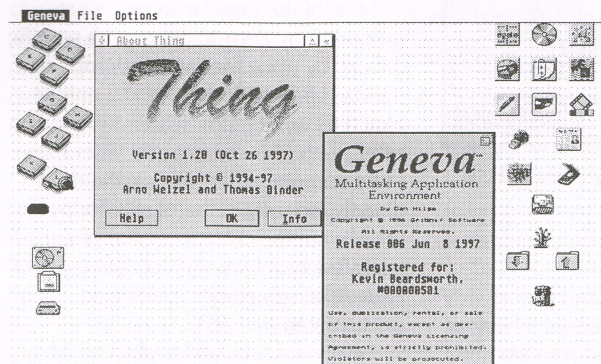 Geneva File Options
About Thing
Thing
Version 1.28 (Oct 26 1997)
Copyright © 1994-97
Arno Welzel and Thomas Binder
Help OK Info
Geneva™
Multitasking Application
Environment
by Dan Wilga
Copyright © 1996 Gribnif Software
All Rights Reserved.
Release 006 Jun 8 1997
Registered for:
Kevin Beardsworth.
Use, duplication, rental, or sale
of this product, except as des-
cribed in the Geneva Licensing
Agreement, is strictly prohibited.
Violators will be prosecuted.